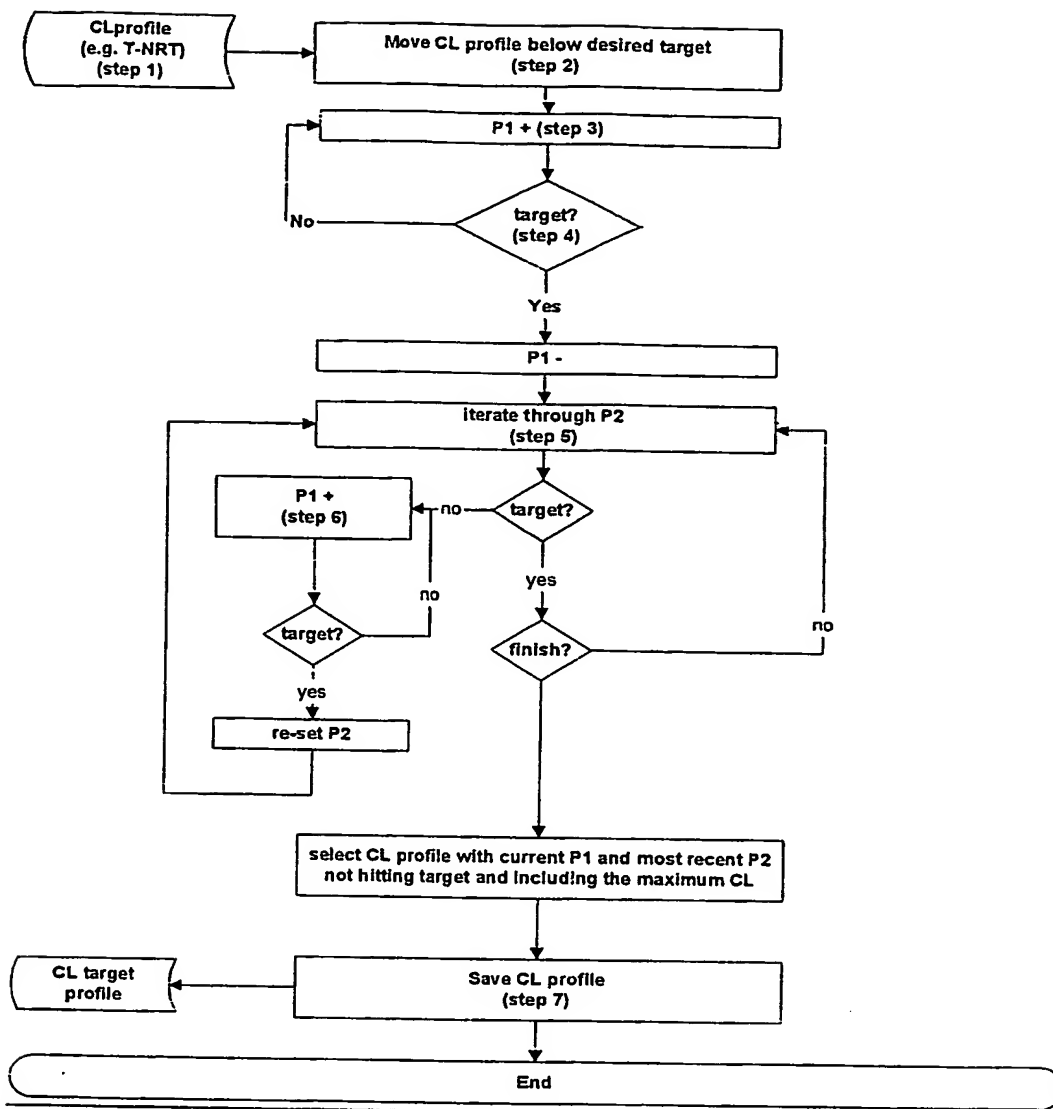 CLprofile
(e.g. T-NRT)
(step 1)
Move CL profile below desired target
(step 2)
P1 + (step 3)
No
target?
(step 4)
Yes
P1 -
iterate through P2
(step 5)
P1 +
(step 6)
no
target?
no
yes
no
target?
finish?
yes
re-set P2
select CL profile with current P1 and most recent P2
not hitting target and including the maximum CL
CL target
profile
Save CL profile
(step 7)
End